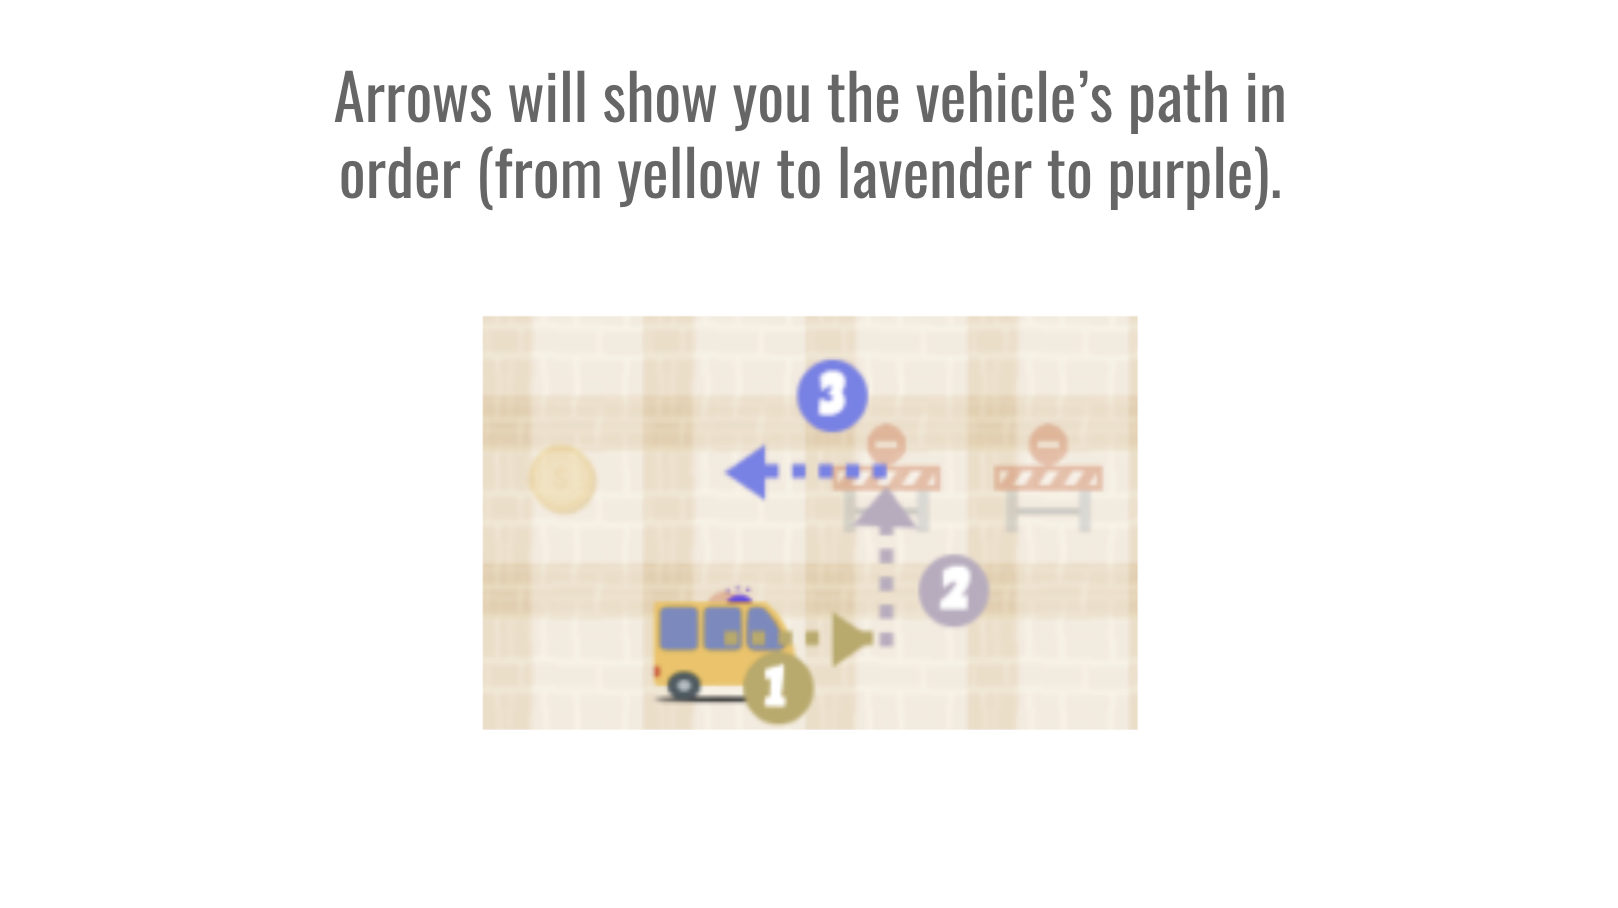 Arrows will show you the vehicle’s path in
order (from yellow to lavender to purple).
3
2
1